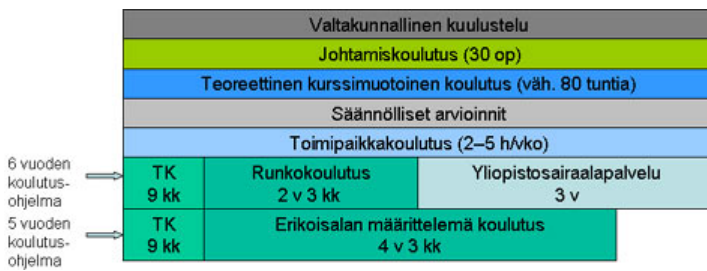 Valtakunnallinen kuulustelu
Johtamiskoulutus (30 op)
Teoreettinen kurssimuotoinen koulutus (väh. 80 tuntia)
Säännölliset arvioinnit
Toimipaikkakoulutus (2–5 h/vko)
6 vuoden
koulutus-
ohjelma
TK
9 kk
Runkokoulutus
2 v 3 kk
Yliopistosairaalapalvelu
3 v
5 vuoden
koulutus-
ohjelma
TK
9 kk
Erikoisalan määrittelemä koulutus
4 v 3 kk